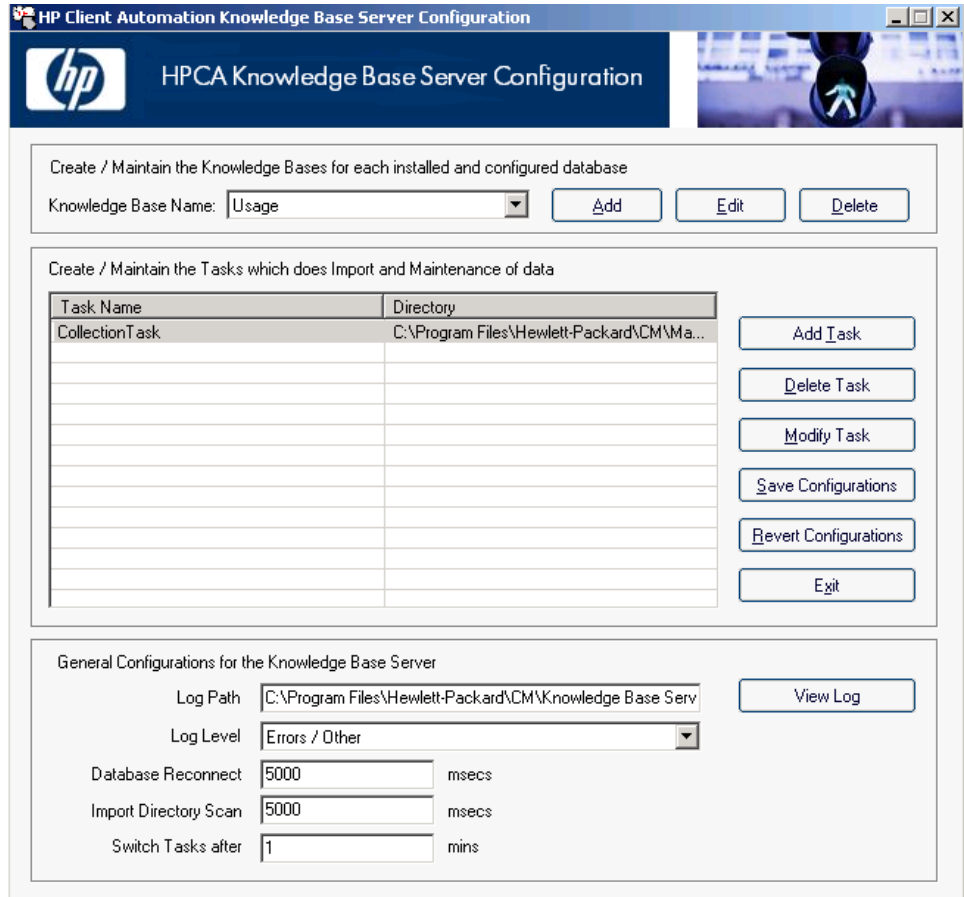 HP Client Automation Knowledge Base Server Configuration
hp
HPCA Knowledge Base Server Configuration
Create / Maintain the Knowledge Bases for each installed and configured database
Knowledge Base Name: Usage Add Edit Delete
Create / Maintain the Tasks which does Import and Maintenance of data
Task Name Directory
CollectionTask C:\Program Files\Hewlett-Packard\CM\Ma...
Add Task
Delete Task
Modify Task
Save Configurations
Revert Configurations
Exit
General Configurations for the Knowledge Base Server
Log Path C:\Program Files\Hewlett-Packard\CM\Knowledge Base Serv View Log
Log Level Errors / Other
Database Reconnect 5000 msecs
Import Directory Scan 5000 msecs
Switch Tasks after 1 mins